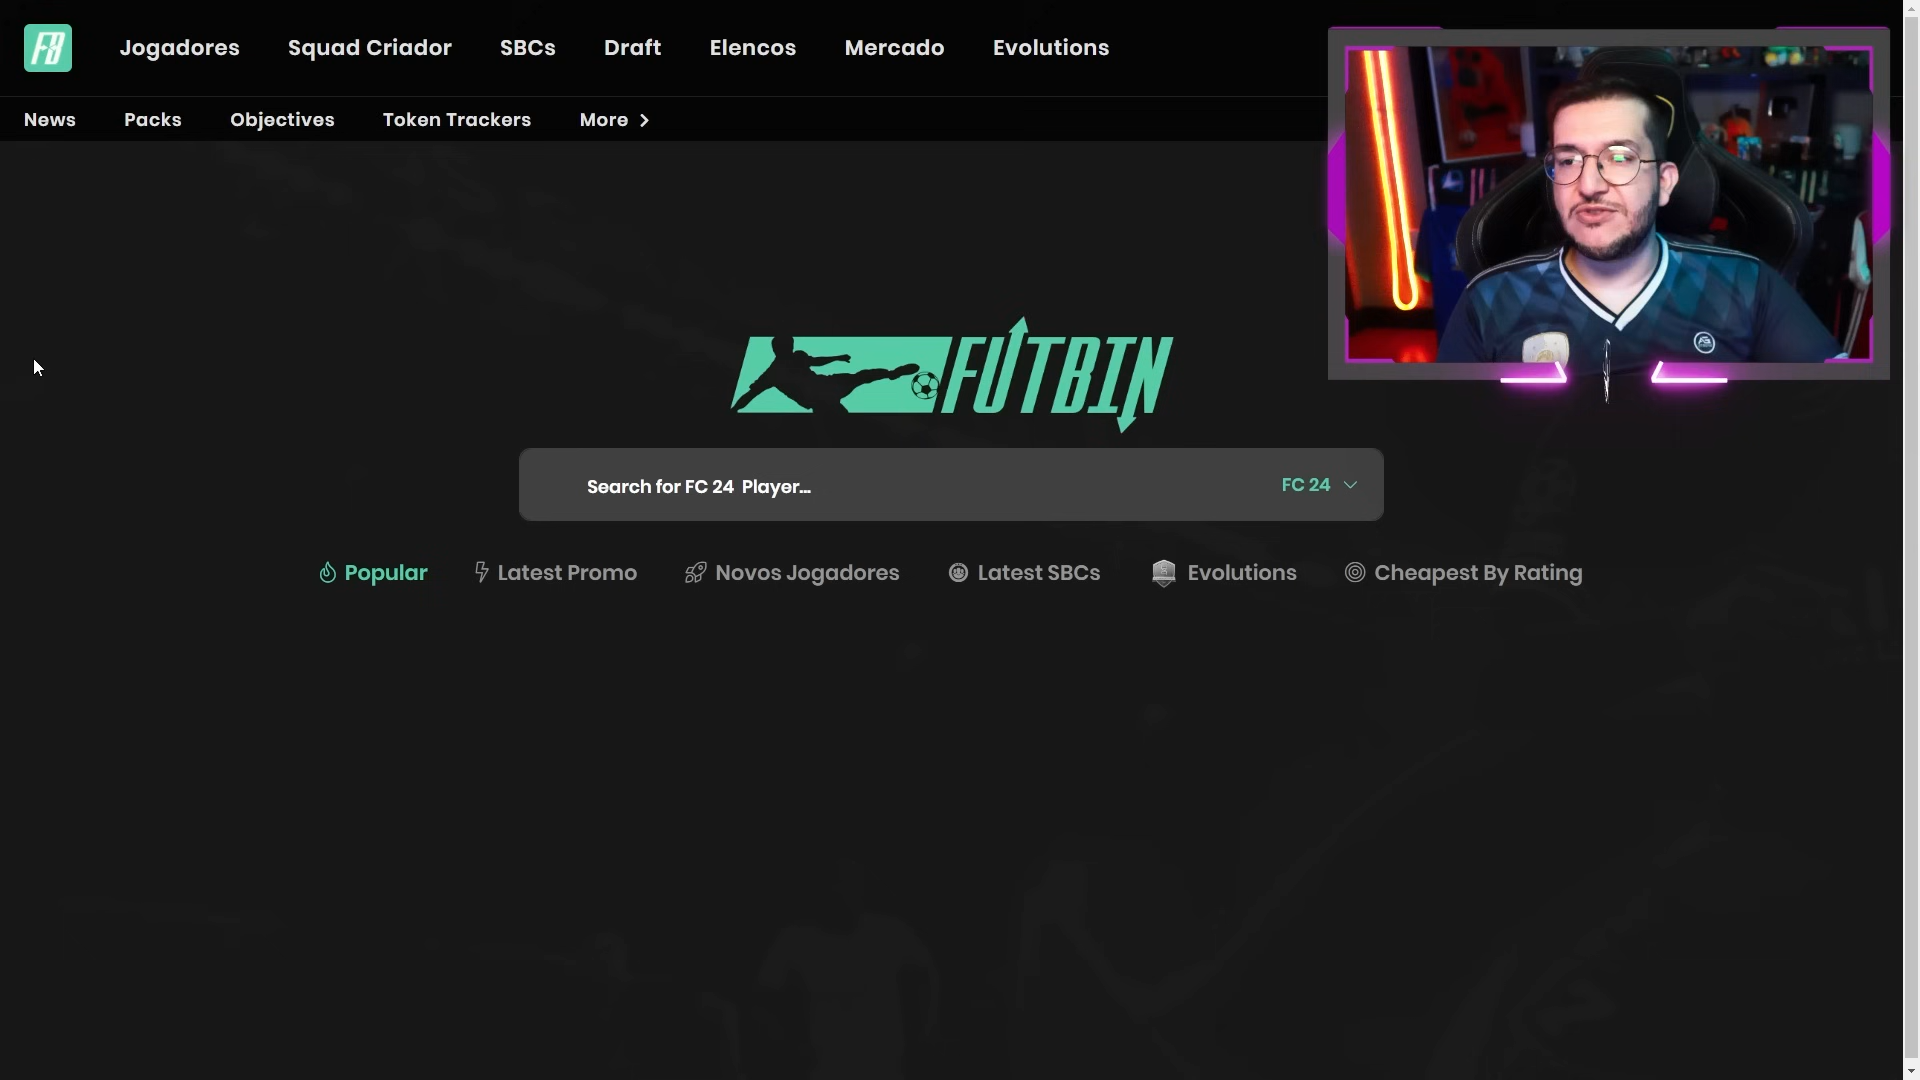 FB
Jogadores
Squad Criador
SBCs
Draft
Elencos
Mercado
Evolutions
News
Packs
Objectives
Token Trackers
More
FUTBIN
Search for FC 24 Player...
FC 24
Popular
Latest Promo
Novos Jogadores
Latest SBCs
Evolutions
Cheapest By Rating